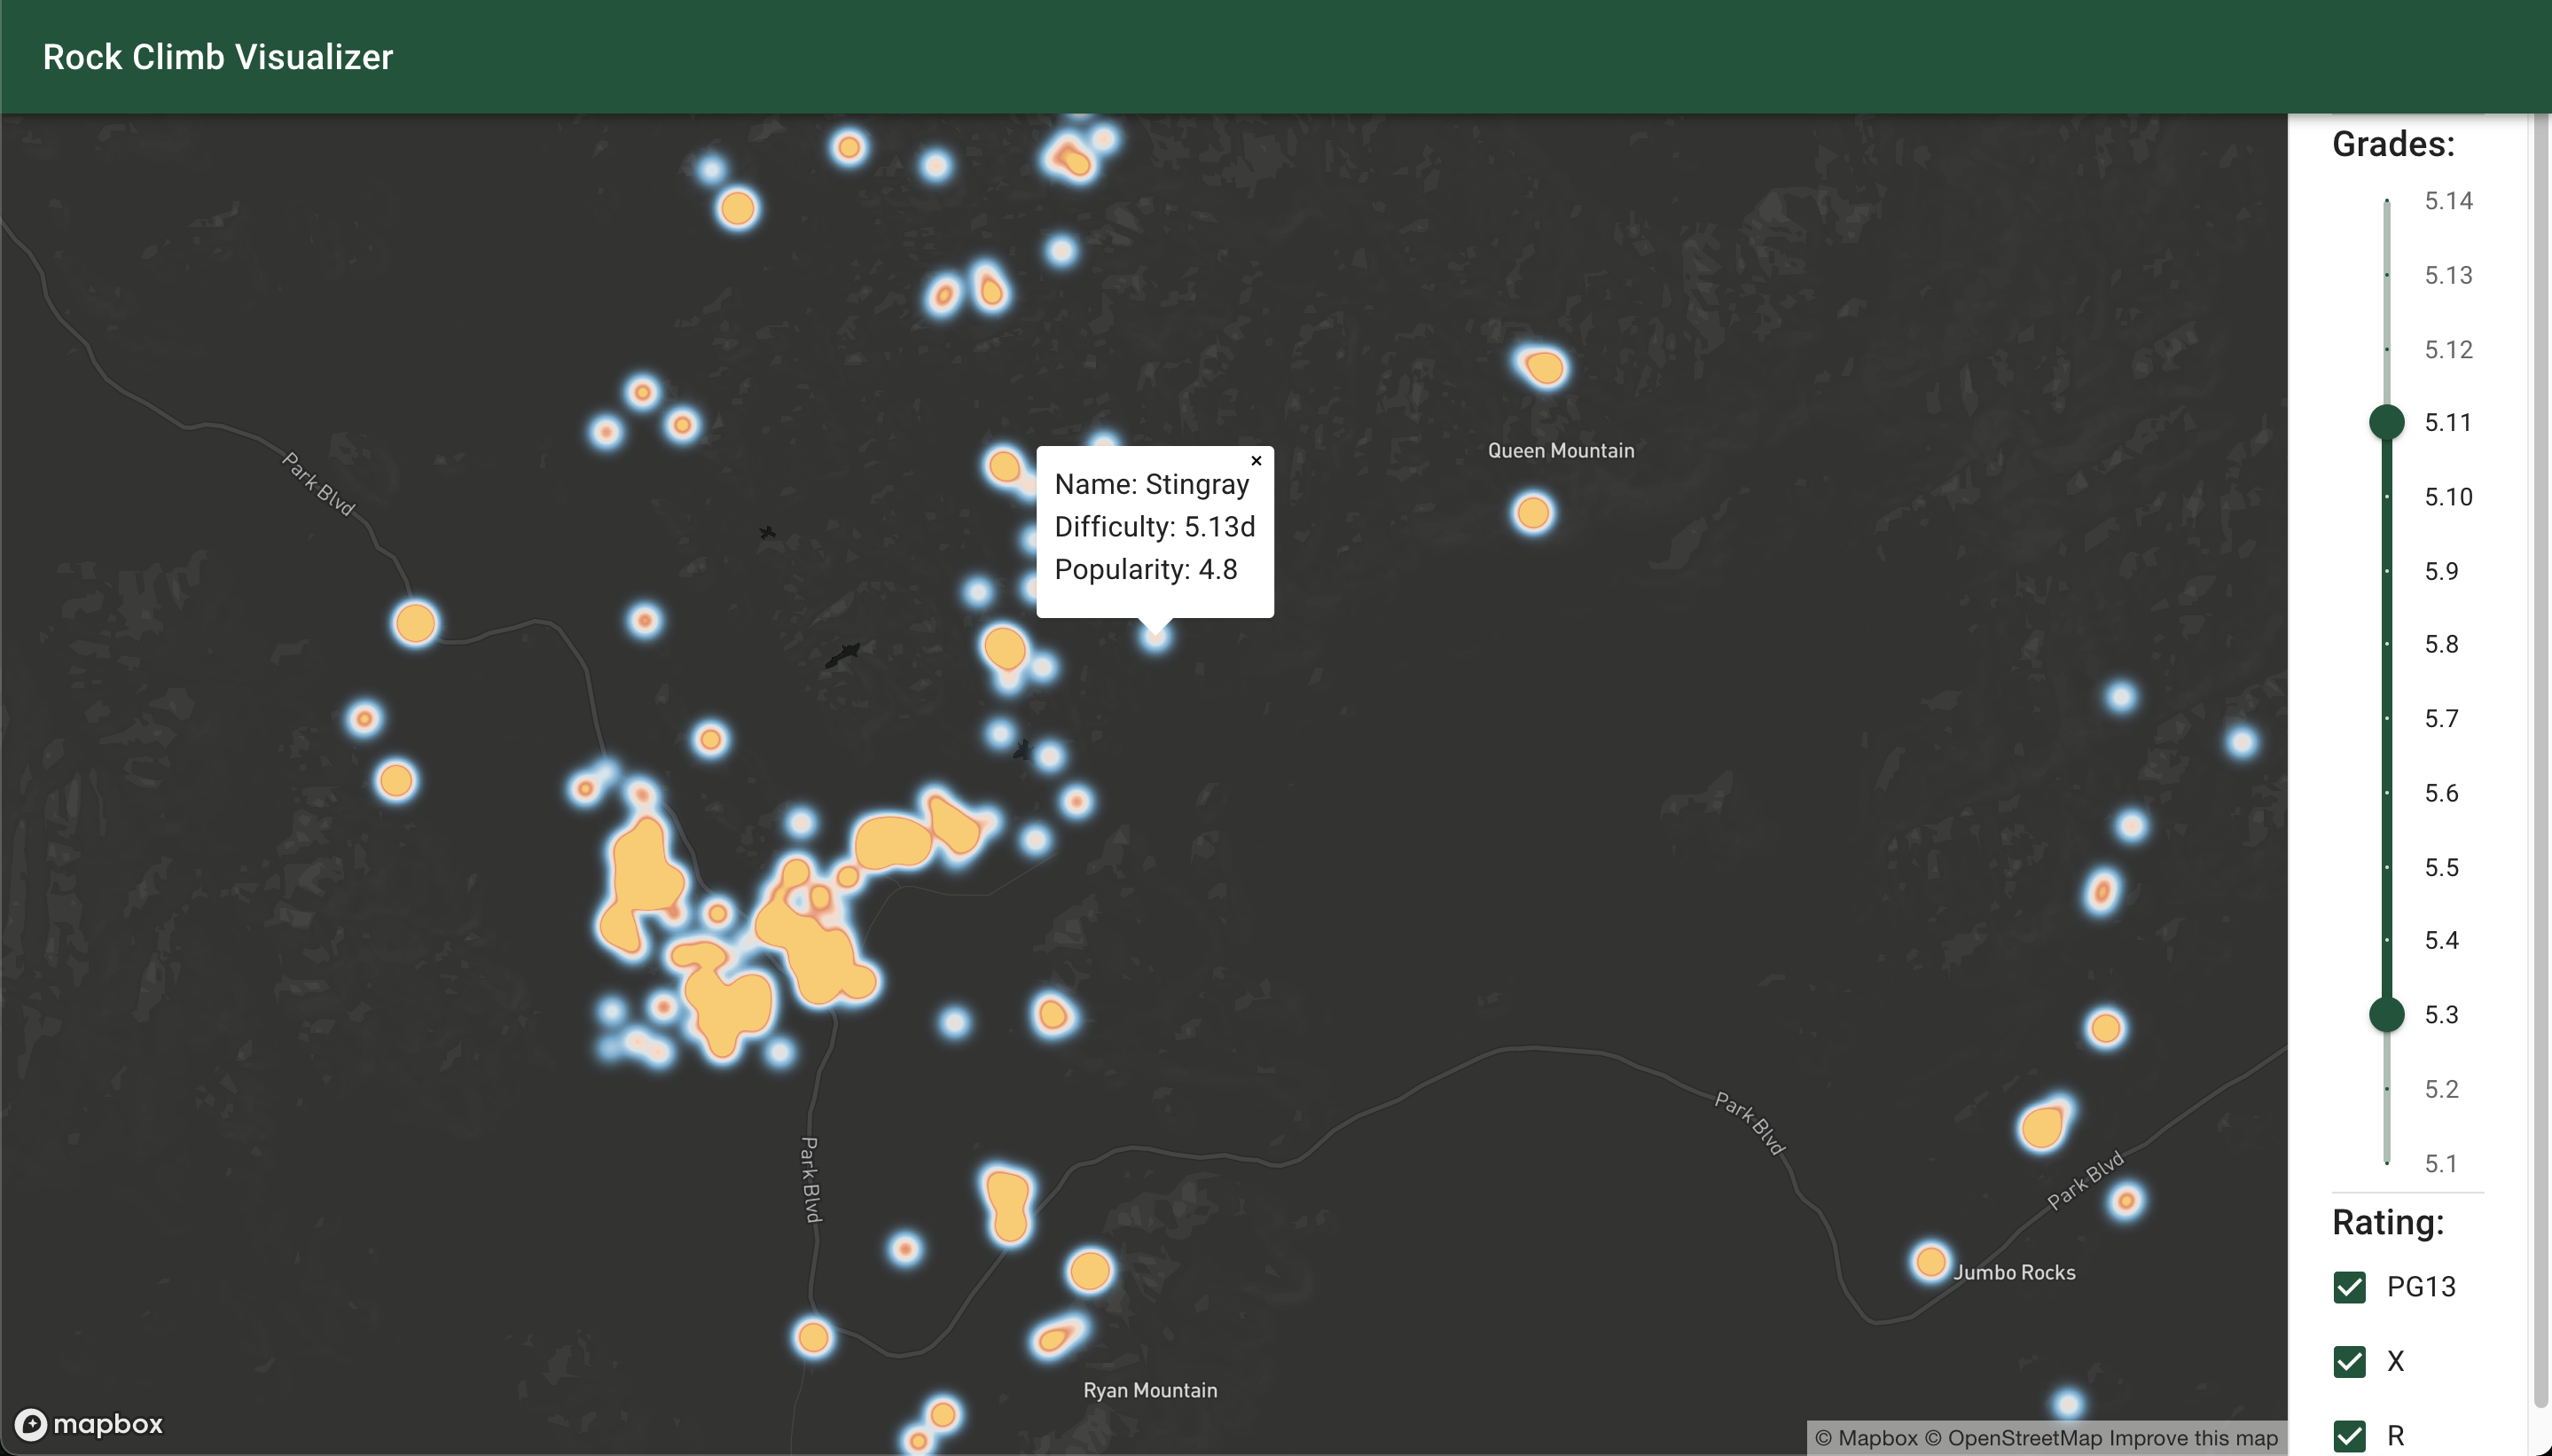 Rock Climb Visualizer
Park Blvd
Queen Mountain
×
Name: Stingray
Difficulty: 5.13d
Popularity: 4.8
Park Blvd
Park Blvd
Park Blvd
Jumbo Rocks
Ryan Mountain
mapbox
© Mapbox © OpenStreetMap Improve this map
Grades:
5.14
5.13
5.12
5.11
5.10
5.9
5.8
5.7
5.6
5.5
5.4
5.3
5.2
5.1
Rating:
PG13
X
R